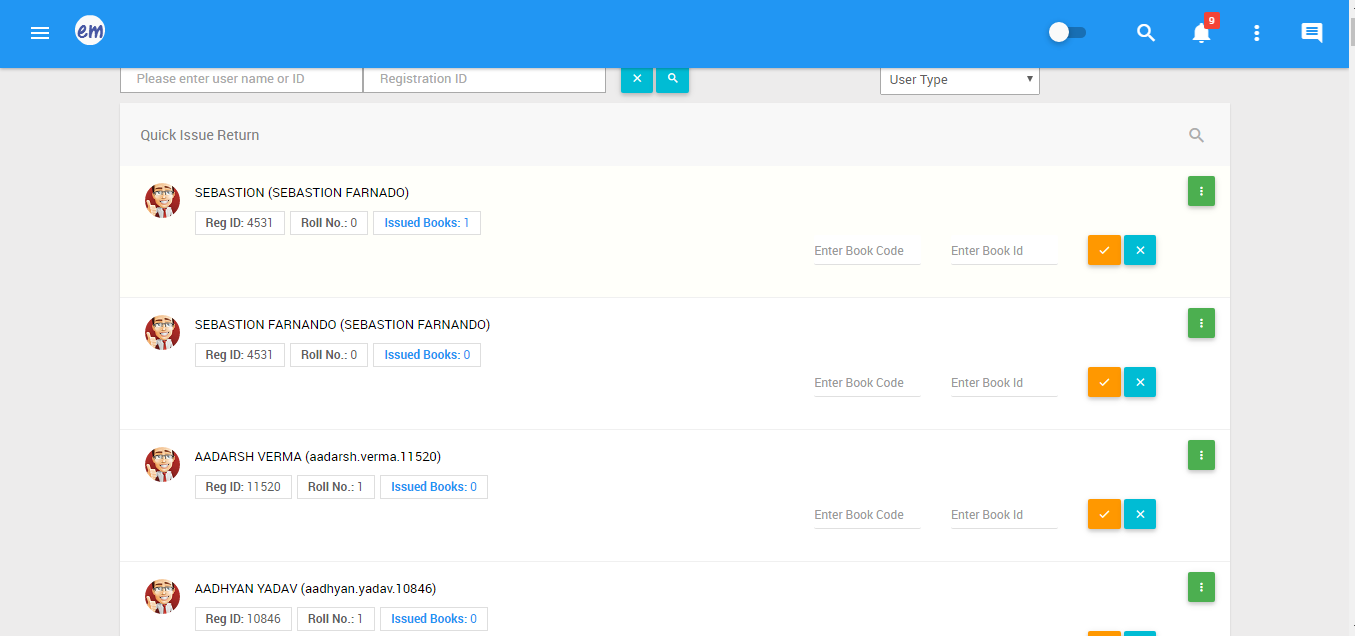 em
9
Please enter user name or ID Registration ID User Type
Quick Issue Return
SEBASTION (SEBASTION FARNADO)
Reg ID: 4531 Roll No.: 0 Issued Books: 1
Enter Book Code Enter Book Id
SEBASTION FARNANDO (SEBASTION FARNANDO)
Reg ID: 4531 Roll No.: 0 Issued Books: 0
Enter Book Code Enter Book Id
AADARSH VERMA (aadarsh.verma.11520)
Reg ID: 11520 Roll No.: 1 Issued Books: 0
Enter Book Code Enter Book Id
AADHYAN YADAV (aadhyan.yadav.10846)
Reg ID: 10846 Roll No.: 1 Issued Books: 0